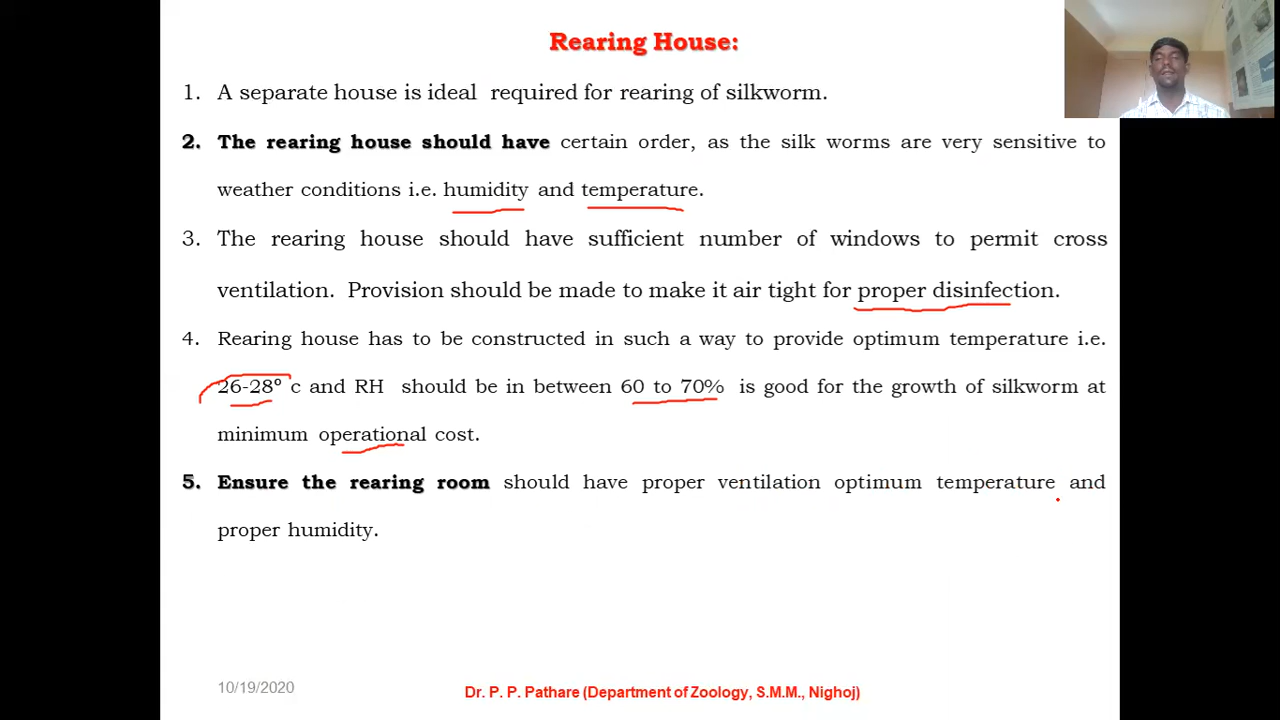 Rearing House:
1. A separate house is ideal required for rearing of silkworm.
2. The rearing house should have certain order, as the silk worms are very sensitive to
weather conditions i.e. humidity and temperature.
3. The rearing house should have sufficient number of windows to permit cross
ventilation. Provision should be made to make it air tight for proper disinfection.
4. Rearing house has to be constructed in such a way to provide optimum temperature i.e.
26-28º c and RH should be in between 60 to 70% is good for the growth of silkworm at
minimum operational cost.
5. Ensure the rearing room should have proper ventilation optimum temperature and
proper humidity.
10/19/2020
Dr. P. P. Pathare (Department of Zoology, S.M.M., Nighoj)